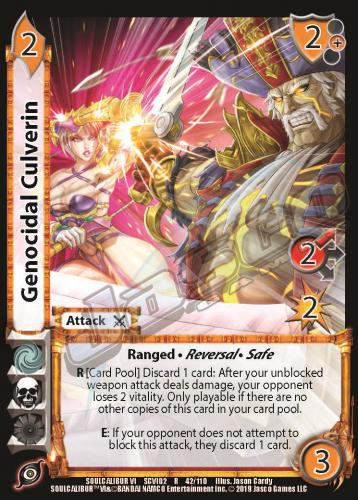 2
2
+
Genocidal Culverin
2
2
Attack
Ranged • Reversal • Safe
R [Card Pool] Discard 1 card: After your unblocked
weapon attack deals damage, your opponent
loses 2 vitality. Only playable if there are no
other copies of this card in your card pool.
E: If your opponent does not attempt to
block this attack, they discard 1 card.
3
SOULCALIBUR VI SCVI02 R 42/110 Illus. Jason Cardy
SOULCALIBUR™VI&©BANDAI NAMCO Entertainment Inc. © 2019 Jasco Games LLC